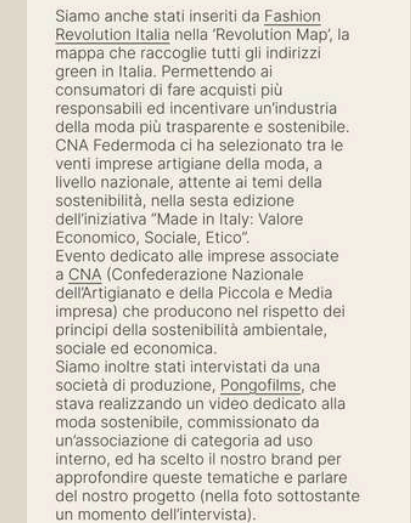 Siamo anche stati inseriti da Fashion
Revolution Italia nella ‘Revolution Map’, la
mappa che raccoglie tutti gli indirizzi
green in Italia. Permettendo ai
consumatori di fare acquisti più
responsabili ed incentivare un’industria
della moda più trasparente e sostenibile.
CNA Federmoda ci ha selezionato tra le
venti imprese artigiane della moda, a
livello nazionale, attente ai temi della
sostenibilità, nella sesta edizione
dell’iniziativa “Made in Italy: Valore
Economico, Sociale, Etico”.
Evento dedicato alle imprese associate
a CNA (Confederazione Nazionale
dell’Artigianato e della Piccola e Media
impresa) che producono nel rispetto dei
principi della sostenibilità ambientale,
sociale ed economica.
Siamo inoltre stati intervistati da una
società di produzione, Pongofilms, che
stava realizzando un video dedicato alla
moda sostenibile, commissionato da
un’associazione di categoria ad uso
interno, ed ha scelto il nostro brand per
approfondire queste tematiche e parlare
del nostro progetto (nella foto sottostante
un momento dell’intervista).